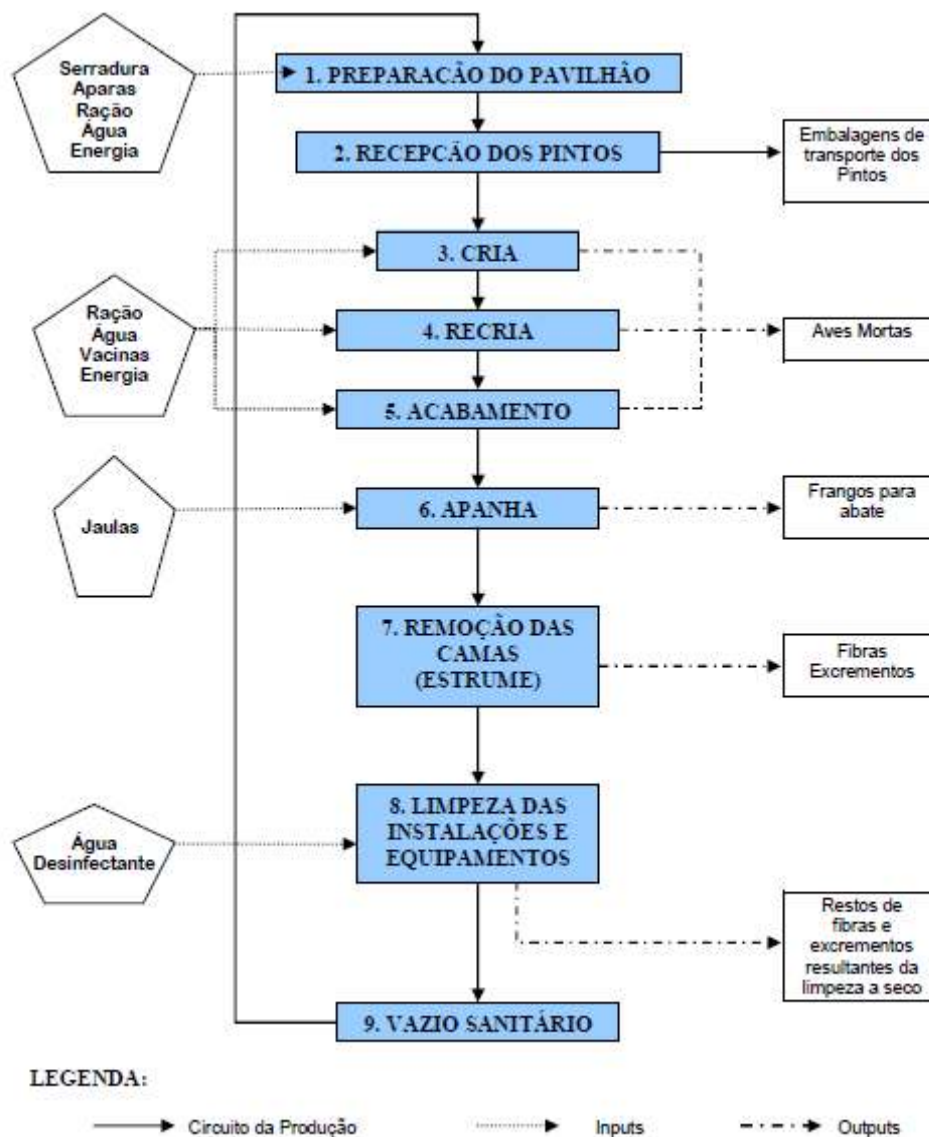 Serradura
Aparas
Ração
Água
Energia
1. PREPARAÇÃO DO PAVILHÃO
2. RECEPÇÃO DOS PINTOS
Embalagens de
transporte dos
Pintos
3. CRIA
Ração
Água
Vacinas
Energia
4. RECRIA
Aves Mortas
5. ACABAMENTO
Jaulas
6. APANHA
Frangos para
abate
7. REMOÇÃO DAS
CAMAS
(ESTRUME)
Fibras
Excrementos
Água
Desinfectante
8. LIMPEZA DAS
INSTALAÇÕES E
EQUIPAMENTOS
Restos de
fibras e
excrementos
resultantes da
limpeza a seco
9. VAZIO SANITÁRIO
LEGENDA:
Circuito da Produção
Inputs
Outputs